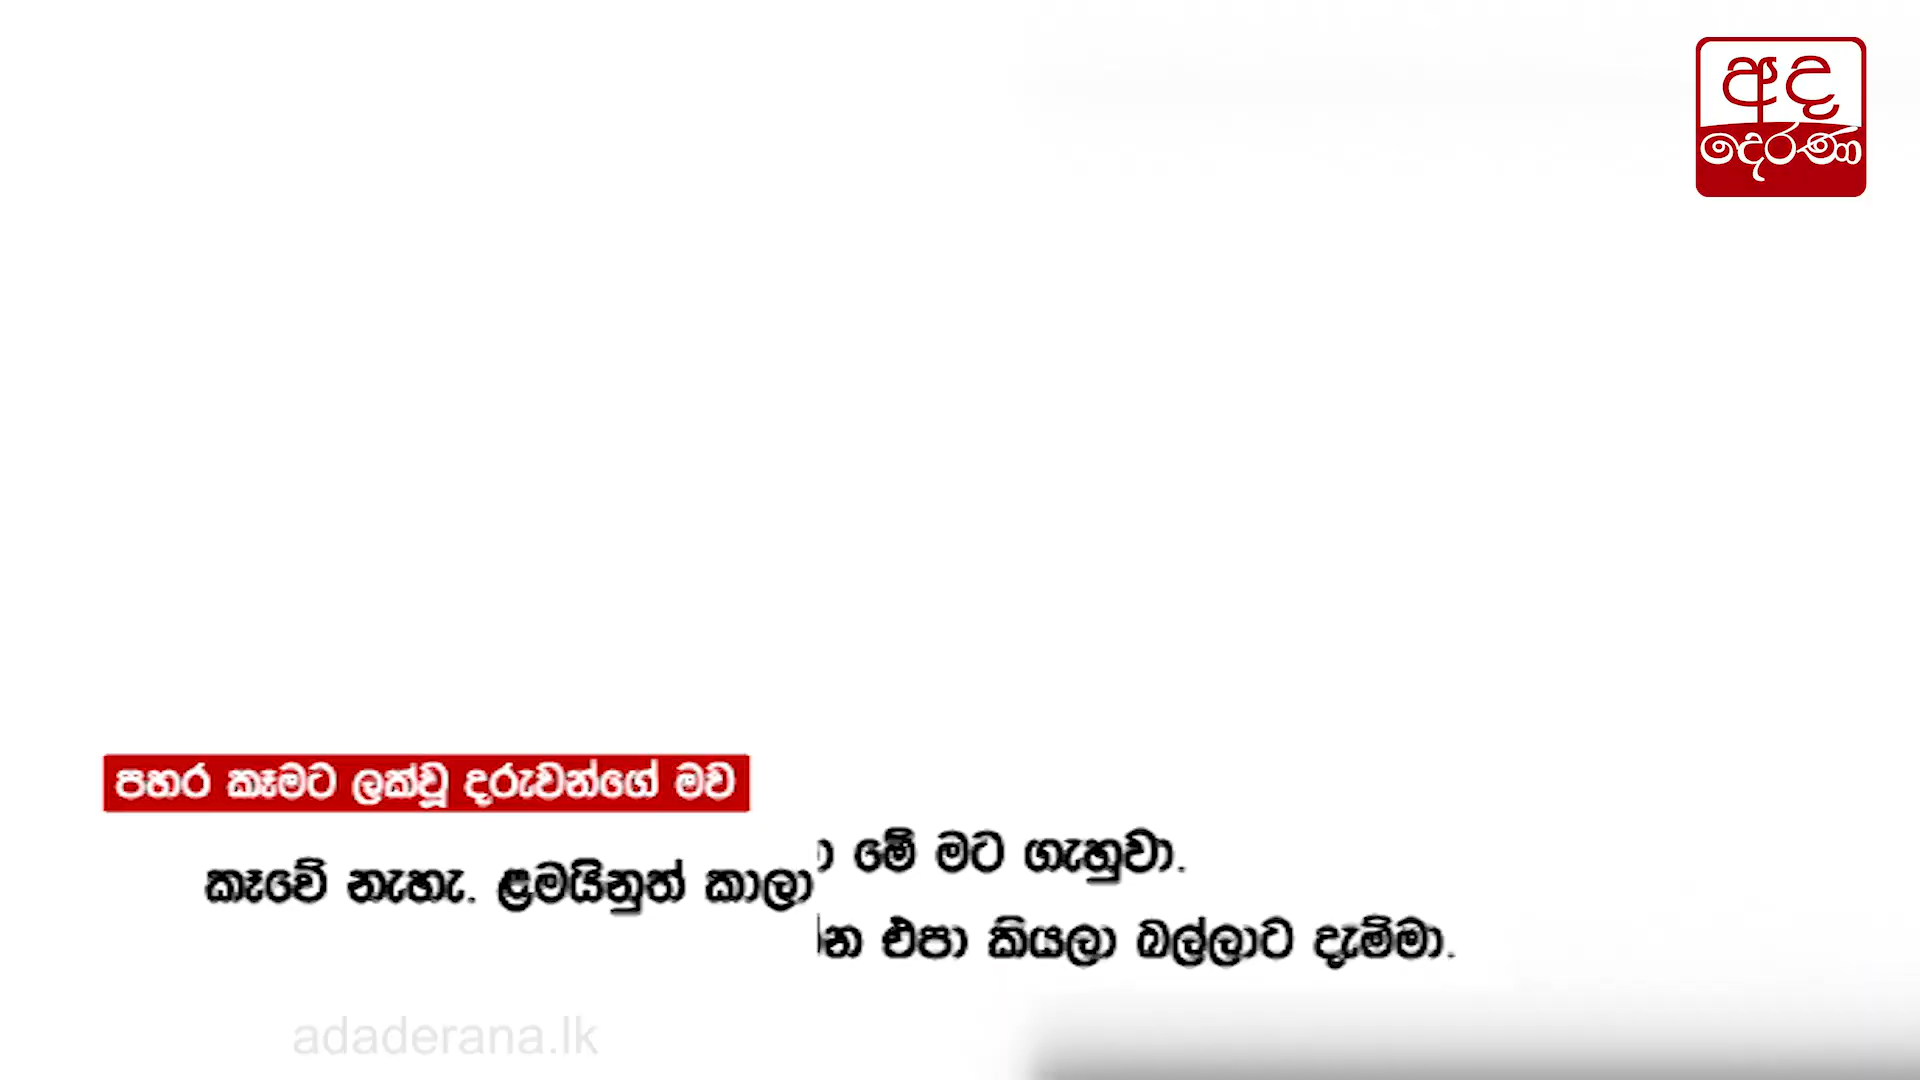 අද
දෙරණ
පහර කෑමට ලක්වූ දරුවන්ගේ මව
මේ මට ගැහුවා.
කෑවේ නැහැ. ළමයිනුත් කාලා
එපා කියලා බල්ලාට දැම්මා.
adaderana.lk